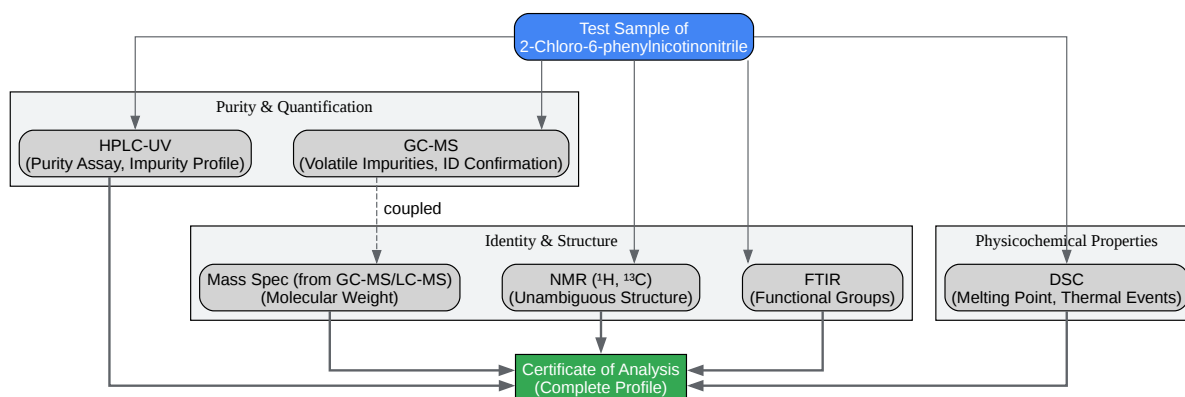 Test Sample of
2-Chloro-6-phenylnicotinonitrile
Purity & Quantification
HPLC-UV
(Purity Assay, Impurity Profile)
GC-MS
(Volatile Impurities, ID Confirmation)
coupled
Identity & Structure
Mass Spec (from GC-MS/LC-MS)
(Molecular Weight)
NMR (¹H, ¹³C)
(Unambiguous Structure)
FTIR
(Functional Groups)
Physicochemical Properties
DSC
(Melting Point, Thermal Events)
Certificate of Analysis
(Complete Profile)